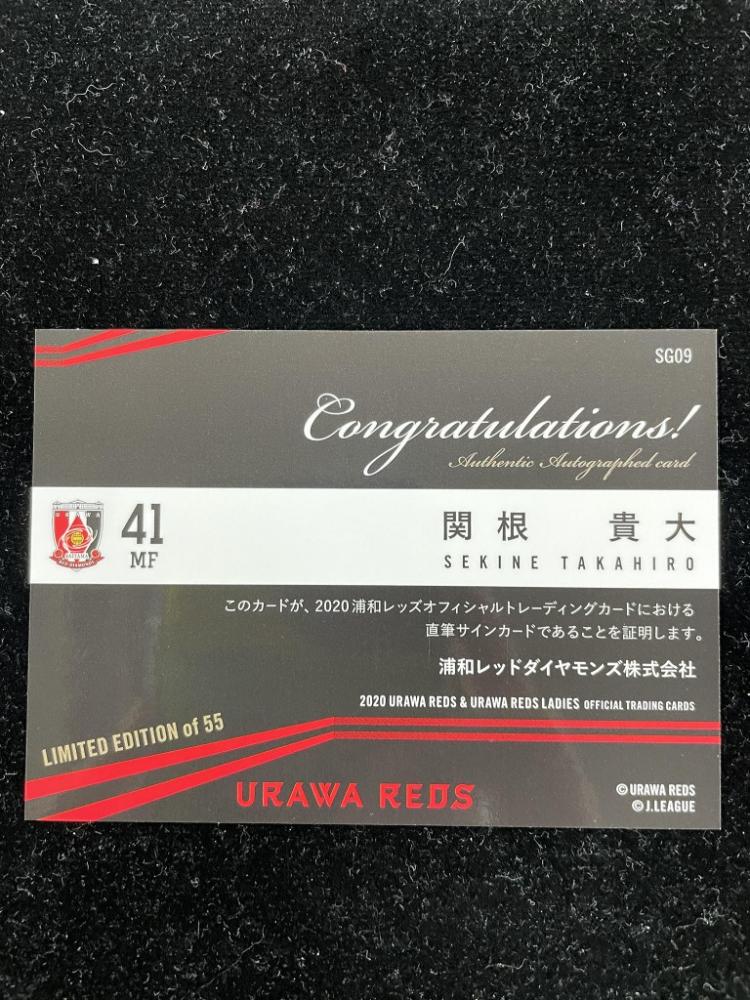 SG09
Congratulations!
Authentic Autographed card
41
MF
関根 貴大
SEKINE TAKAHIRO
このカードが、2020浦和レッズオフィシャルトレーディングカードにおける
直筆サインカードであることを証明します。
浦和レッドダイヤモンズ株式会社
2020 URAWA REDS & URAWA REDS LADIES OFFICIAL TRADING CARDS
LIMITED EDITION of 55
URAWA REDS
© URAWA REDS
© J.LEAGUE